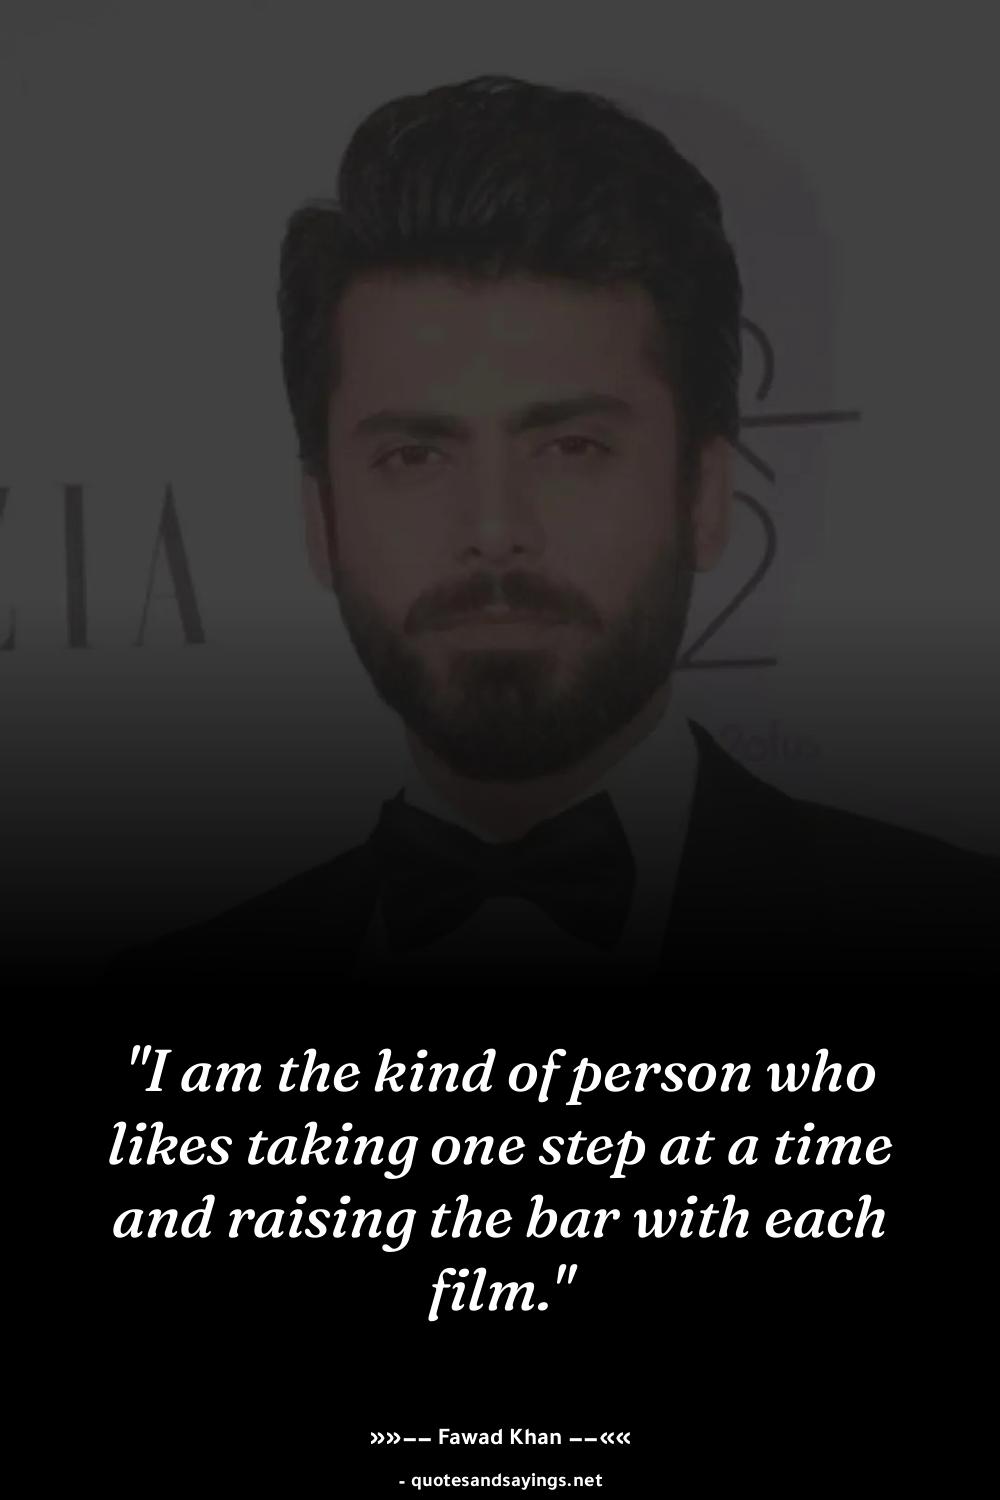 ZIA
"I am the kind of person who
likes taking one step at a time
and raising the bar with each
film."
»»—— Fawad Khan ——««
- quotesandsayings.net